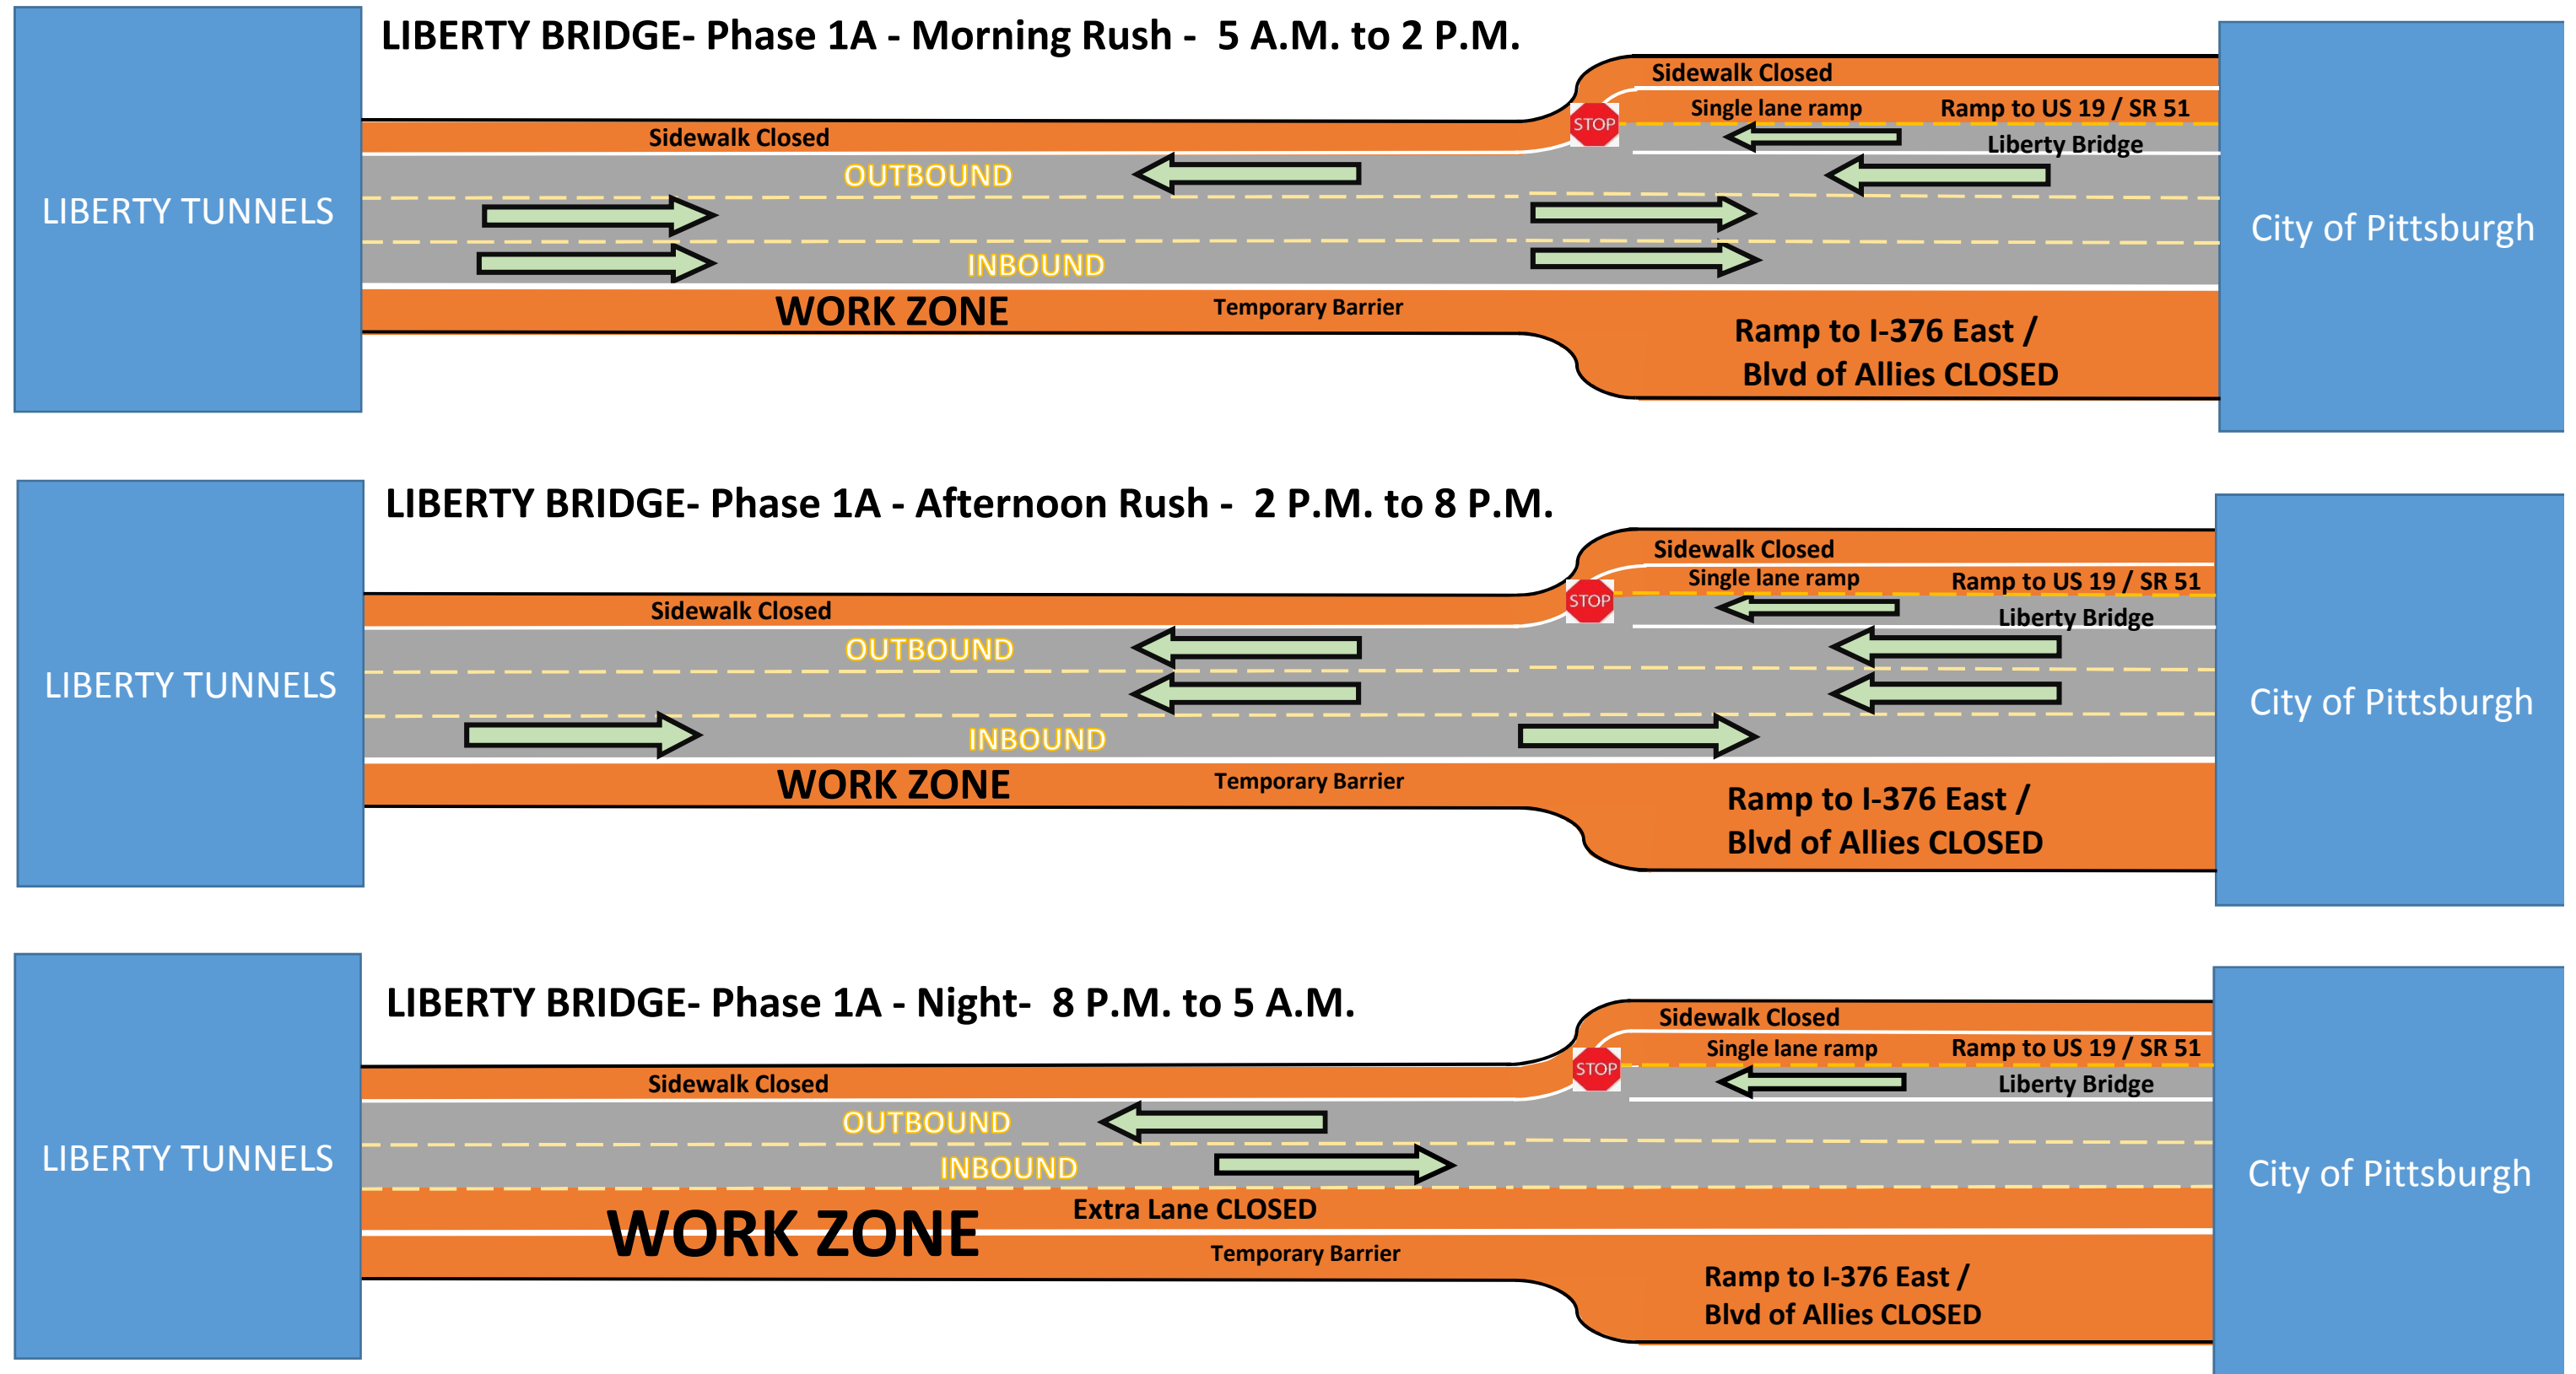 LIBERTY BRIDGE- Phase 1A - Morning Rush -  5 A.M. to 2 P.M.
Sidewalk Closed
Single lane ramp
Ramp to US 19 / SR 51
STOP
Sidewalk Closed
Liberty Bridge
OUTBOUND
LIBERTY TUNNELS
City of Pittsburgh
INBOUND
WORK ZONE
Temporary Barrier
Ramp to I-376 East /
Blvd of Allies CLOSED
LIBERTY BRIDGE- Phase 1A - Afternoon Rush -  2 P.M. to 8 P.M.
Sidewalk Closed
Single lane ramp
Ramp to US 19 / SR 51
STOP
Sidewalk Closed
Liberty Bridge
OUTBOUND
LIBERTY TUNNELS
City of Pittsburgh
INBOUND
WORK ZONE
Temporary Barrier
Ramp to I-376 East /
Blvd of Allies CLOSED
LIBERTY BRIDGE- Phase 1A - Night-  8 P.M. to 5 A.M.
Sidewalk Closed
Single lane ramp
Ramp to US 19 / SR 51
STOP
Sidewalk Closed
Liberty Bridge
OUTBOUND
LIBERTY TUNNELS
INBOUND
City of Pittsburgh
Extra Lane CLOSED
WORK ZONE
Temporary Barrier
Ramp to I-376 East /
Blvd of Allies CLOSED